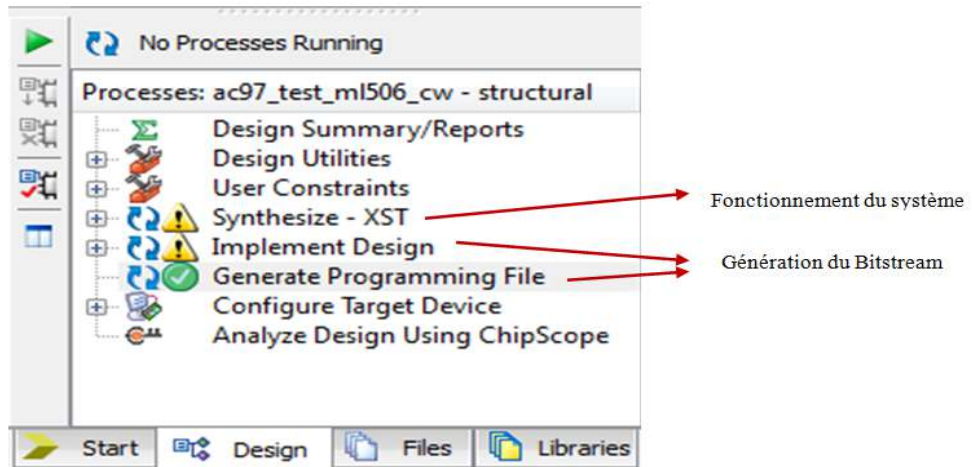 No Processes Running
Processes: ac97_test_ml506_cw - structural
Design Summary/Reports
Design Utilities
User Constraints
Synthesize - XST
Implement Design
Generate Programming File
Configure Target Device
Analyze Design Using ChipScope
Start Design Files Libraries
Fonctionnement du système
Génération du Bitstream